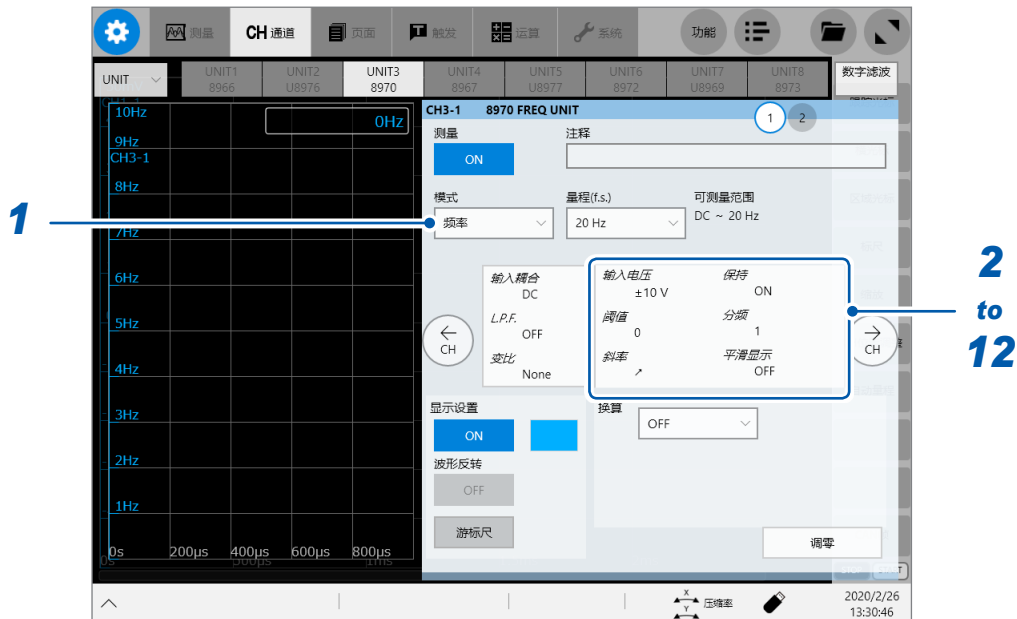 测量
CH 通道
页面
触发
运算
系统
功能
UNIT
UNIT1
8966
UNIT2
U8976
UNIT3
8970
UNIT4
8967
UNIT5
U8977
UNIT6
8972
UNIT7
U8969
UNIT8
8973
数字滤波
10Hz
0Hz
9Hz
CH3-1
8Hz
7Hz
6Hz
5Hz
4Hz
3Hz
2Hz
1Hz
0s 200μs 400μs 600μs 800μs
0s 500μs 1ms
CH3-1 8970 FREQ UNIT
1 2
测量 注释
ON
模式 量程(f.s.) 可测量范围
频率 20 Hz DC ~ 20 Hz
1
输入耦合
DC
L.P.F.
OFF
变比
None
输入电压 保持
±10 V ON
阈值 分频
0 1
斜率 平滑显示
↗ OFF
2
to
12
← CH
→ CH
显示设置 换算
ON OFF
波形反转
OFF
游标尺
调零
STOP START
X
Y
压缩率
2020/2/26
13:30:46